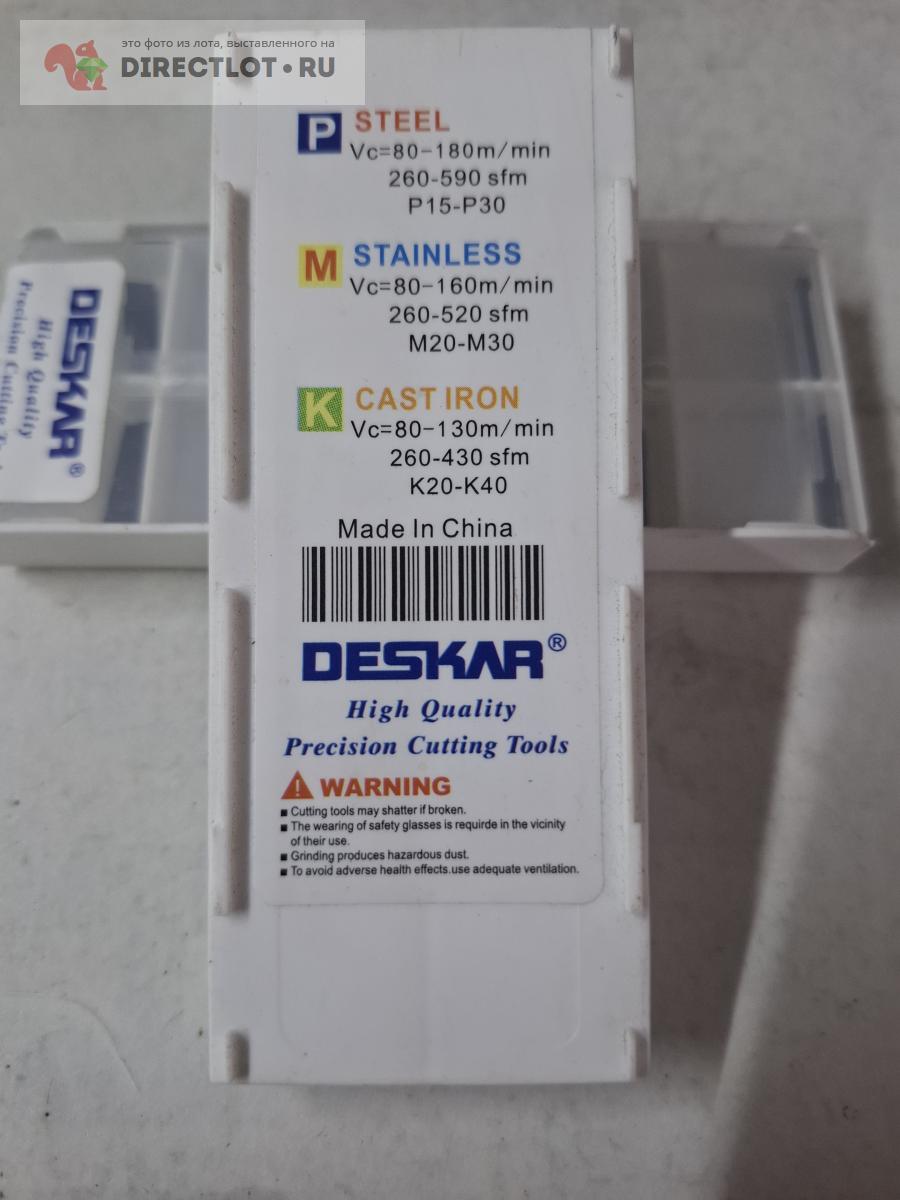 это фото из лота, выставленного на
DIRECTLOT.RU
P STEEL
Vc=80-180m/min
260-590 sfm
P15-P30
M STAINLESS
Vc=80-160m/min
260-520 sfm
M20-M30
K CAST IRON
Vc=80-130m/min
260-430 sfm
K20-K40
Made In China
DESKAR®
High Quality
Precision Cutting Tools
WARNING
Cutting tools may shatter if broken.
The wearing of safety glasses is requirde in the vicinity
of their use.
Grinding produces hazardous dust.
To avoid adverse health effects.use adequate ventilation.
DESKAR®
High Quality
Precision Cutting